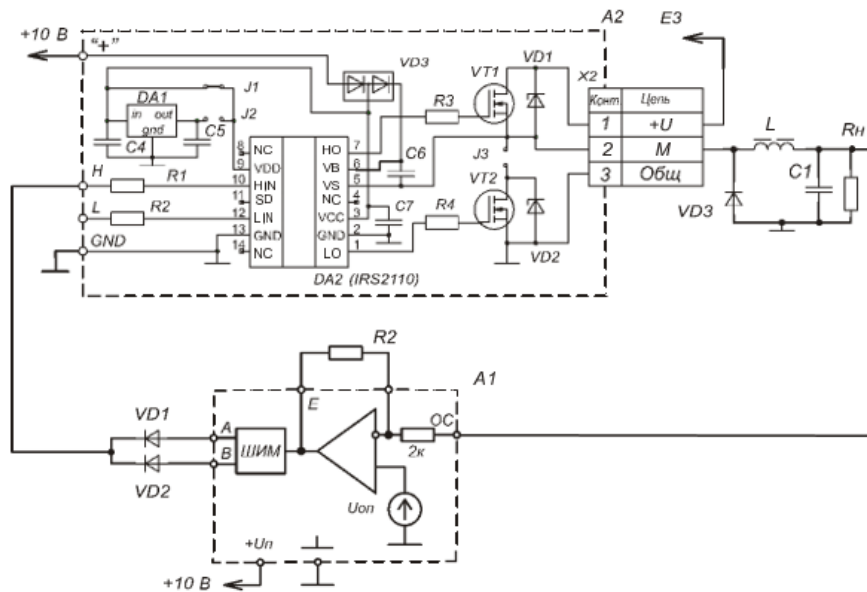 A2
E3
+10 В
"+"
VD3
VT1
VD1
X2
J1
DA1
J2
in out
gnd
C4
C5
R3
Конт.
Цепь
1
+U
2
M
3
Общ
L
Rн
C1
VD3
H
R1
L
R2
GND
8 NC
9 VDD
10 HIN
11 SD
12 LIN
13 GND
14 NC
HO 7
VB 6
VS 5
NC 4
VCC 3
GND 2
LO 1
C6
C7
J3
VT2
R4
VD2
DA2 (IRS2110)
R2
A1
E
OC
VD1
A
ШИМ
2к
VD2
B
Uоп
+Uп
+10 В